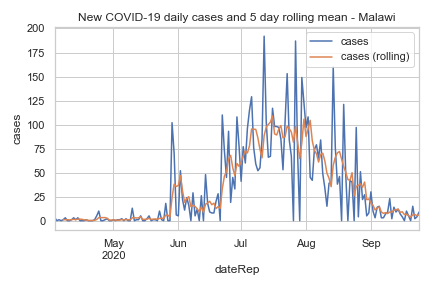 New COVID-19 daily cases and 5 day rolling mean - Malawi
cases
cases (rolling)
200
175
150
125
100
75
50
25
0
cases
May
Jun
Jul
Aug
Sep
2020
dateRep